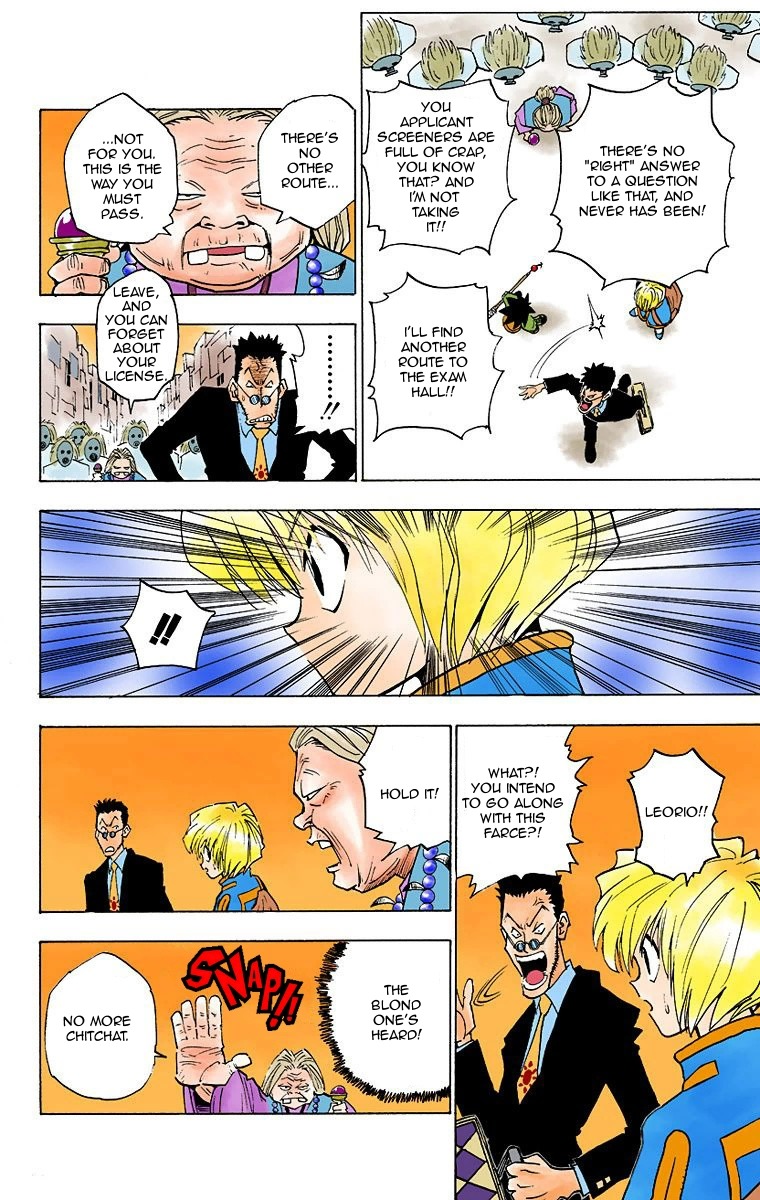 THERE'S NO
"RIGHT" ANSWER
TO A QUESTION
LIKE THAT, AND
NEVER HAS BEEN!
YOU
APPLICANT
SCREENERS ARE
FULL OF CRAP,
YOU KNOW
THAT? AND
I'M NOT
TAKING
IT!!
I'LL FIND
ANOTHER
ROUTE TO
THE EXAM
HALL!!
THERE'S
NO
OTHER
ROUTE...
...NOT
FOR YOU.
THIS IS
THE WAY
YOU
MUST
PASS.
LEAVE,
AND
YOU CAN
FORGET
ABOUT
YOUR
LICENSE.
......!!
!!
LEORIO!!
WHAT?!
YOU INTEND
TO GO ALONG
WITH THIS
FARCE?!
HOLD IT!
THE
BLOND
ONE'S
HEARD!
SNAP!!
NO MORE
CHITCHAT.